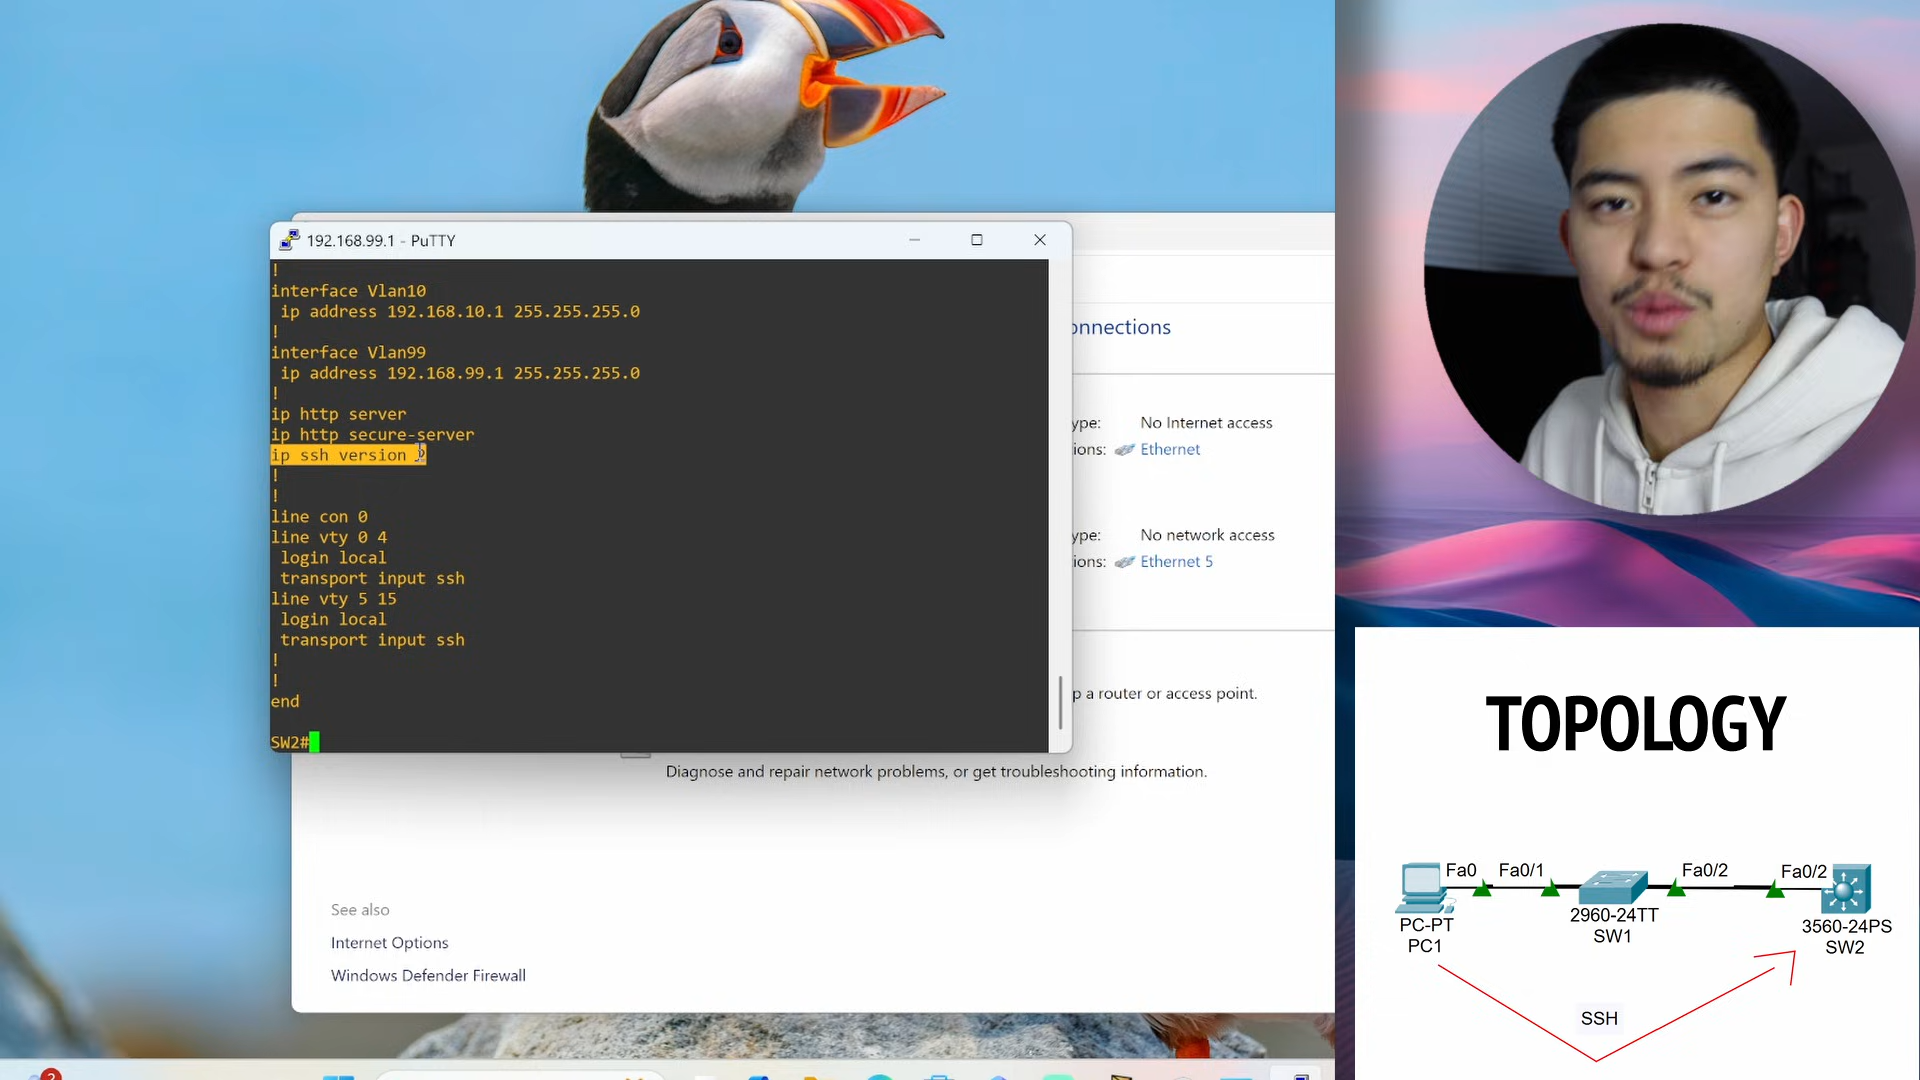 192.168.99.1 - PuTTY
!
interface Vlan10
ip address 192.168.10.1 255.255.255.0
!
interface Vlan99
ip address 192.168.99.1 255.255.255.0
!
ip http server
ip http secure-server
ip ssh version 2
!
!
line con 0
line vty 0 4
login local
transport input ssh
line vty 5 15
login local
transport input ssh
!
!
end
SW2#
onnections
ype: No Internet access
ions: Ethernet
ype: No network access
ions: Ethernet 5
p a router or access point.
Diagnose and repair network problems, or get troubleshooting information.
See also
Internet Options
Windows Defender Firewall
2
TOPOLOGY
Fa0 Fa0/1 Fa0/2 Fa0/2
PC-PT
PC1
2960-24TT
SW1
3560-24PS
SW2
SSH